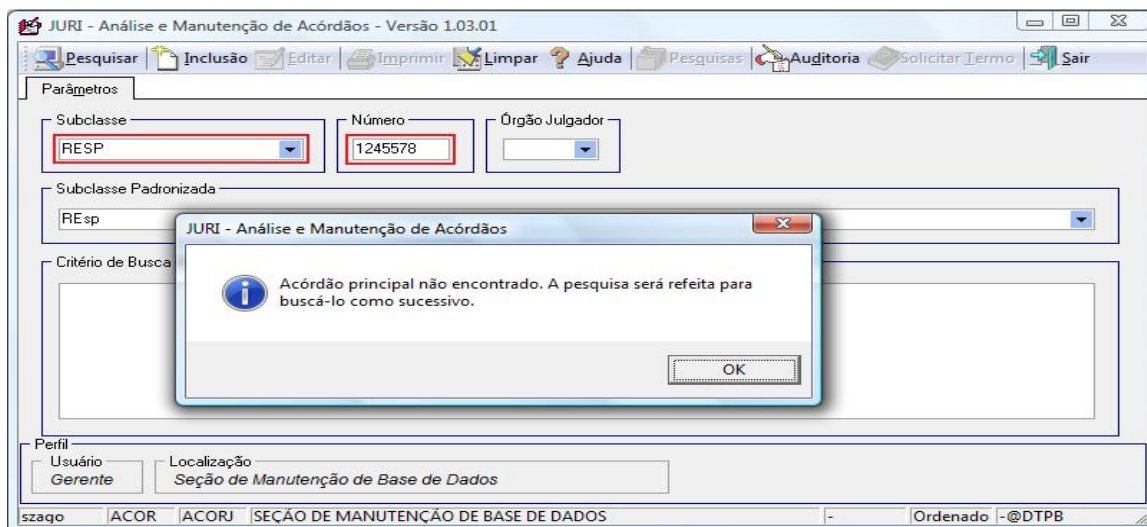 JURI - Análise e Manutenção de Acórdãos - Versão 1.03.01
Pesquisar Inclusão Editar Imprimir Limpar Ajuda Pesquisas Auditoria Solicitar Termo Sair
Parâmetros
Subclasse Número Órgão Julgador
RESP 1245578
Subclasse Padronizada
REsp
JURI - Análise e Manutenção de Acórdãos
Critério de Busca
Acórdão principal não encontrado. A pesquisa será refeita para
buscá-lo como sucessivo.
OK
Perfil
Usuário Localização
Gerente Seção de Manutenção de Base de Dados
szago ACOR ACORJ SEÇÃO DE MANUTENÇÃO DE BASE DE DADOS - Ordenado -@DTPB